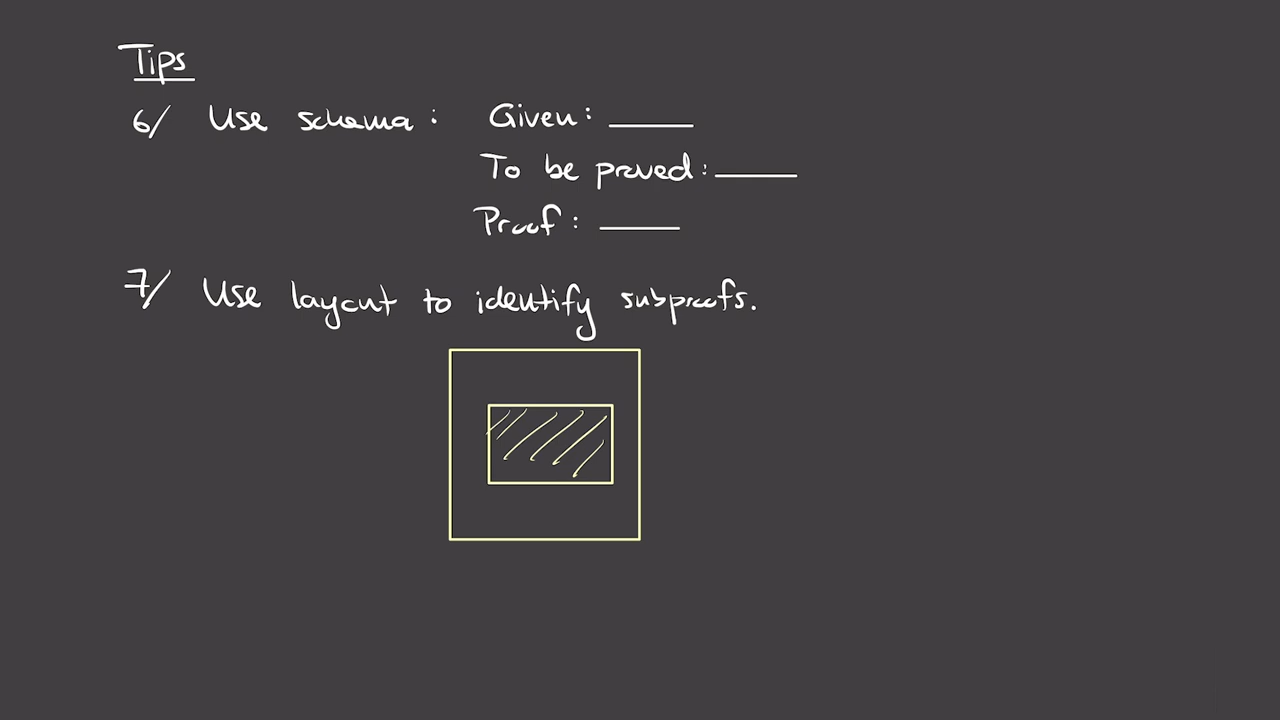 Tips
6/ Use schema: Given: ____
To be proved: ____
Proof: ____
7/ Use layout to identify subproofs.